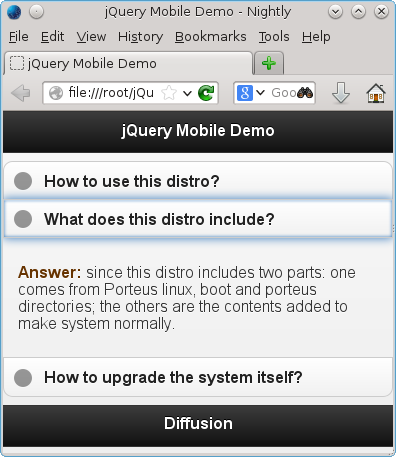 jQuery Mobile Demo - Nightly
File Edit View History Bookmarks Tools Help
jQuery Mobile Demo
file:///root/jQu Goo
jQuery Mobile Demo
How to use this distro?
What does this distro include?
Answer: since this distro includes two parts: one
comes from Porteus linux, boot and porteus
directories; the others are the contents added to
make system normally.
How to upgrade the system itself?
Diffusion